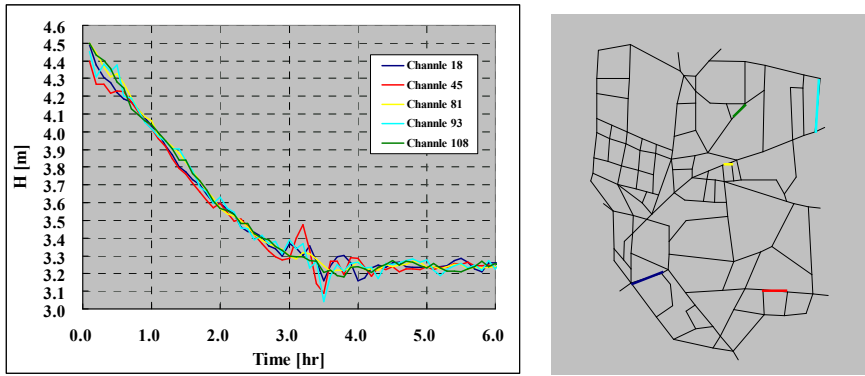 4.6
4.5
4.4
4.3
4.2
4.1
4.0
3.9
3.8
3.7
3.6
3.5
3.4
3.3
3.2
3.1
3.0
H [m]
Channle 18
Channle 45
Channle 81
Channle 93
Channle 108
0.0 1.0 2.0 3.0 4.0 5.0 6.0
Time [hr]